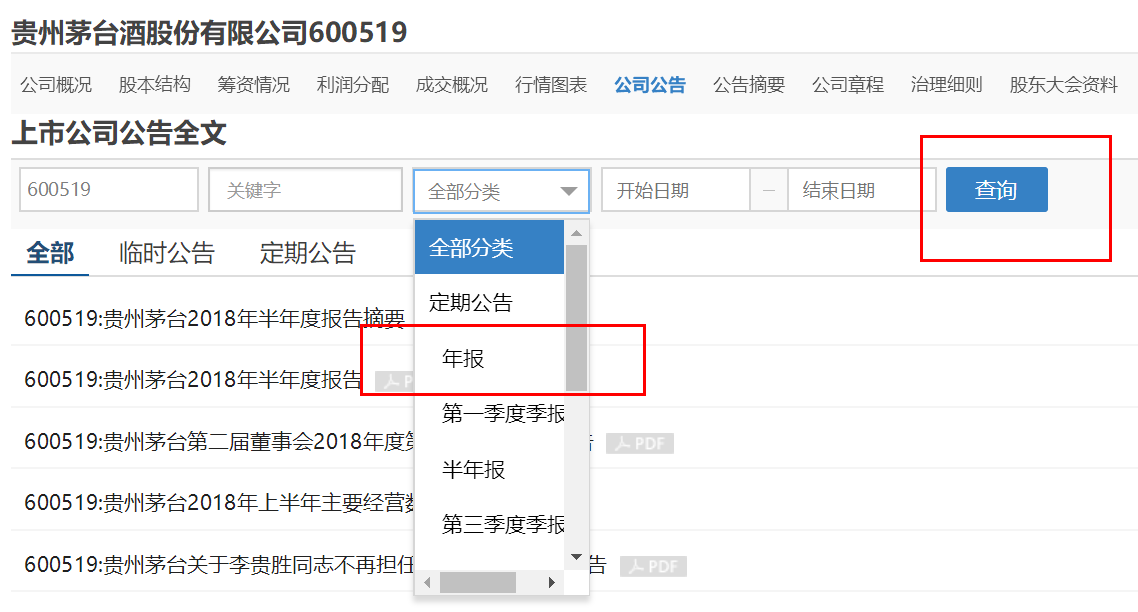 贵州茅台酒股份有限公司600519
公司概况 股本结构 筹资情况 利润分配 成交概况 行情图表 公司公告 公告摘要 公司章程 治理细则 股东大会资料
上市公司公告全文
600519 关键字 全部分类 开始日期 — 结束日期 查询
全部 临时公告 定期公告
全部分类
定期公告
年报
第一季度季报
半年报
第三季度季报
600519:贵州茅台2018年半年度报告摘要
600519:贵州茅台2018年半年度报告 P
600519:贵州茅台第二届董事会2018年度第 告 PDF
600519:贵州茅台2018年上半年主要经营数
600519:贵州茅台关于李贵胜同志不再担任 告 PDF